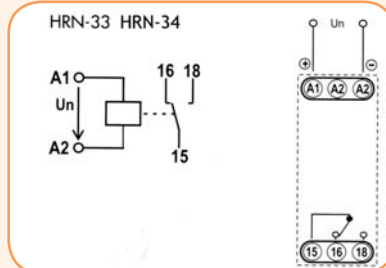 HRN-33 HRN-34
A1
Un
A2
16 18
15
Un
+ −
A1 A2 A2
15 16 18